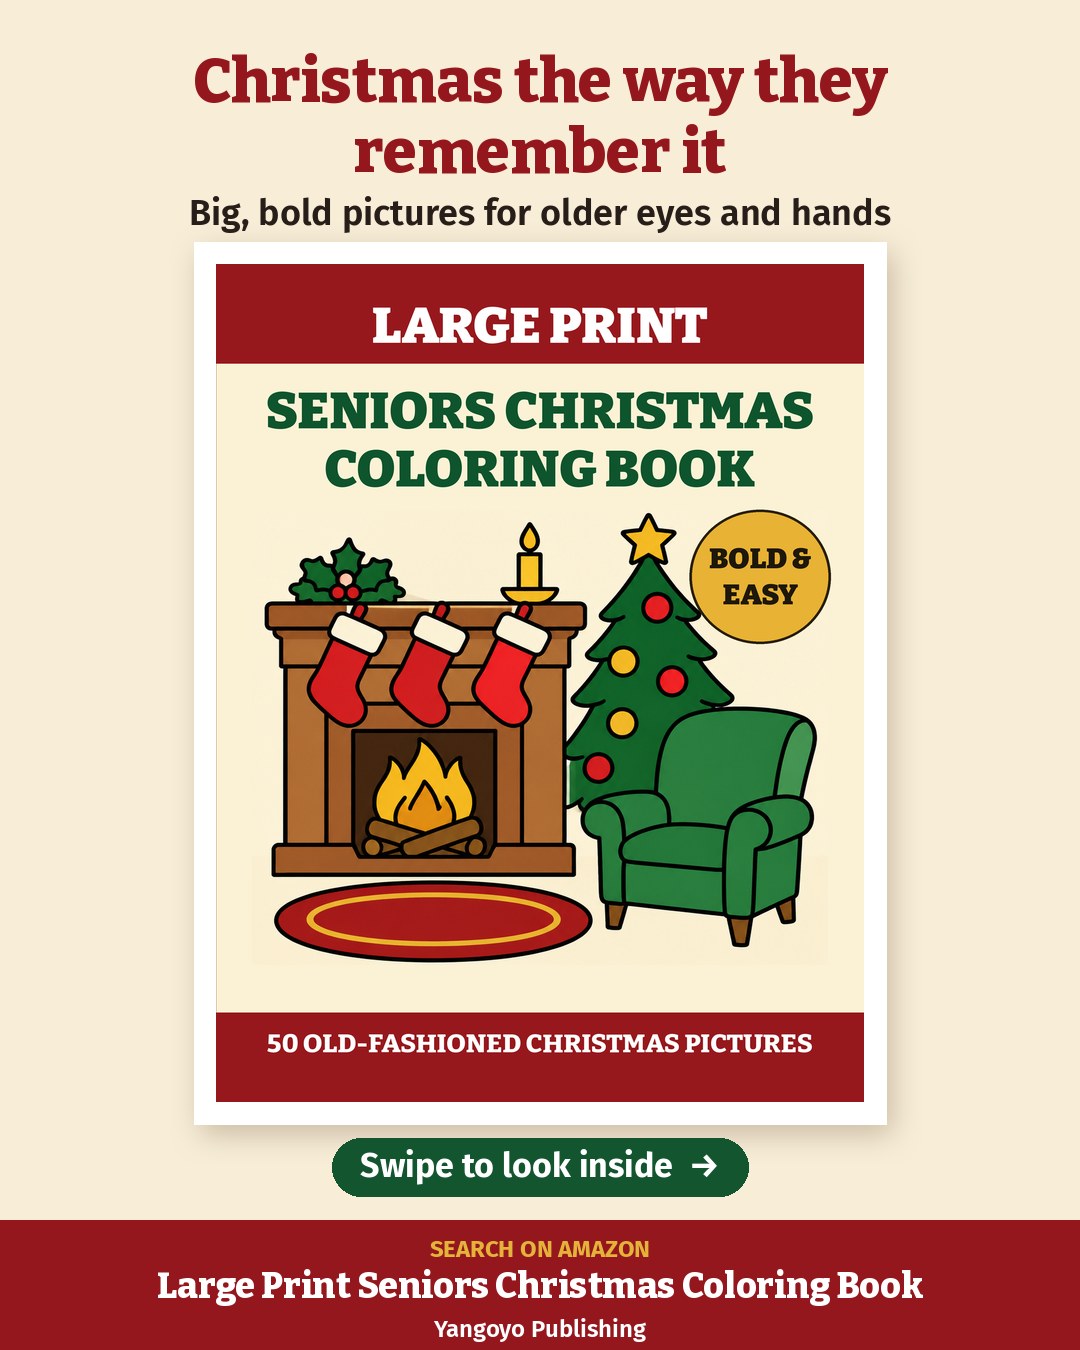 Christmas the way they
remember it
Big, bold pictures for older eyes and hands
LARGE PRINT
SENIORS CHRISTMAS
COLORING BOOK
BOLD &
EASY
50 OLD-FASHIONED CHRISTMAS PICTURES
Swipe to look inside →
SEARCH ON AMAZON
Large Print Seniors Christmas Coloring Book
Yangoyo Publishing